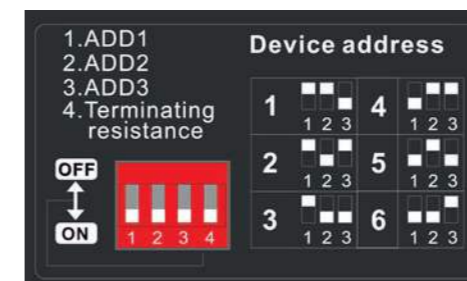 1.ADD1
2.ADD2
3.ADD3
4.Terminating
resistance
OFF
ON
1 2 3 4
Device address
1 1 2 3 4 1 2 3
2 1 2 3 5 1 2 3
3 1 2 3 6 1 2 3